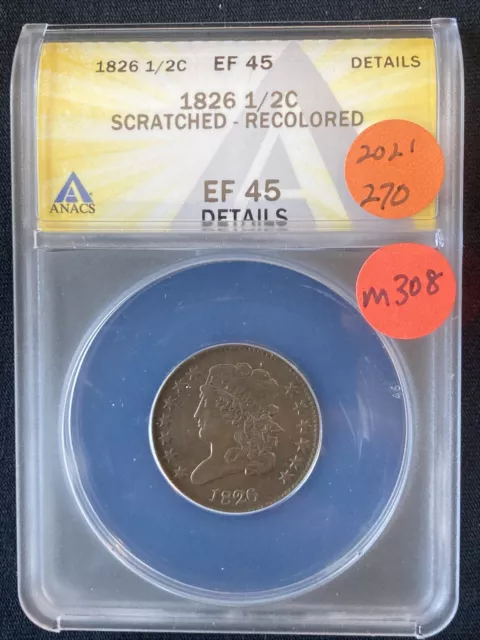 1826 1/2C EF 45 DETAILS
1826 1/2C
SCRATCHED - RECOLORED
EF 45
DETAILS
ANACS
2021
270
m308
1826